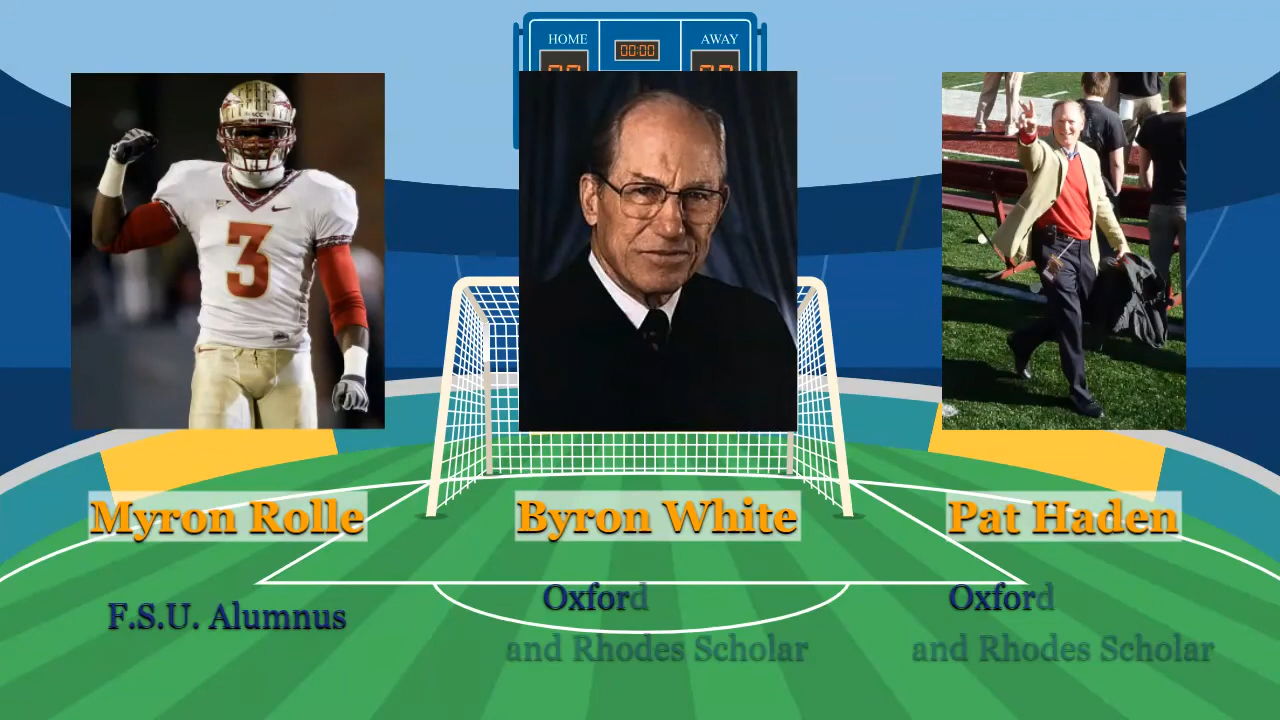 HOME AWAY
00:00
3
Myron Rolle Byron White Pat Haden
F.S.U. Alumnus
Oxford Oxford
and Rhodes Scholar and Rhodes Scholar